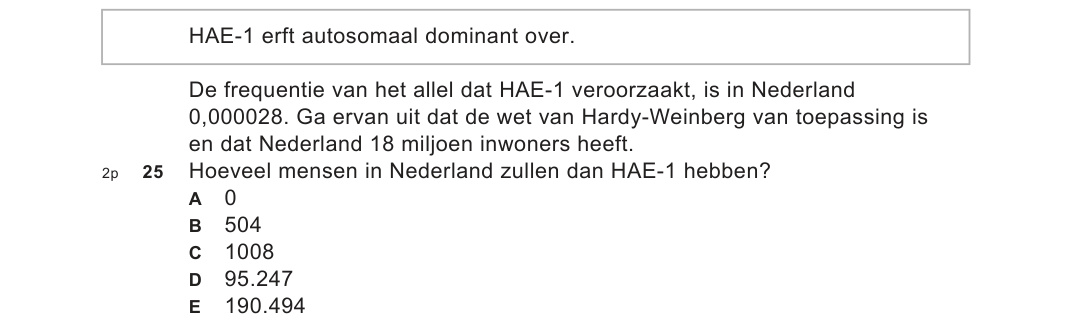 HAE-1 erft autosomaal dominant over.
De frequentie van het allel dat HAE-1 veroorzaakt, is in Nederland
0,000028. Ga ervan uit dat de wet van Hardy-Weinberg van toepassing is
en dat Nederland 18 miljoen inwoners heeft.
2p 25 Hoeveel mensen in Nederland zullen dan HAE-1 hebben?
A 0
B 504
C 1008
D 95.247
E 190.494